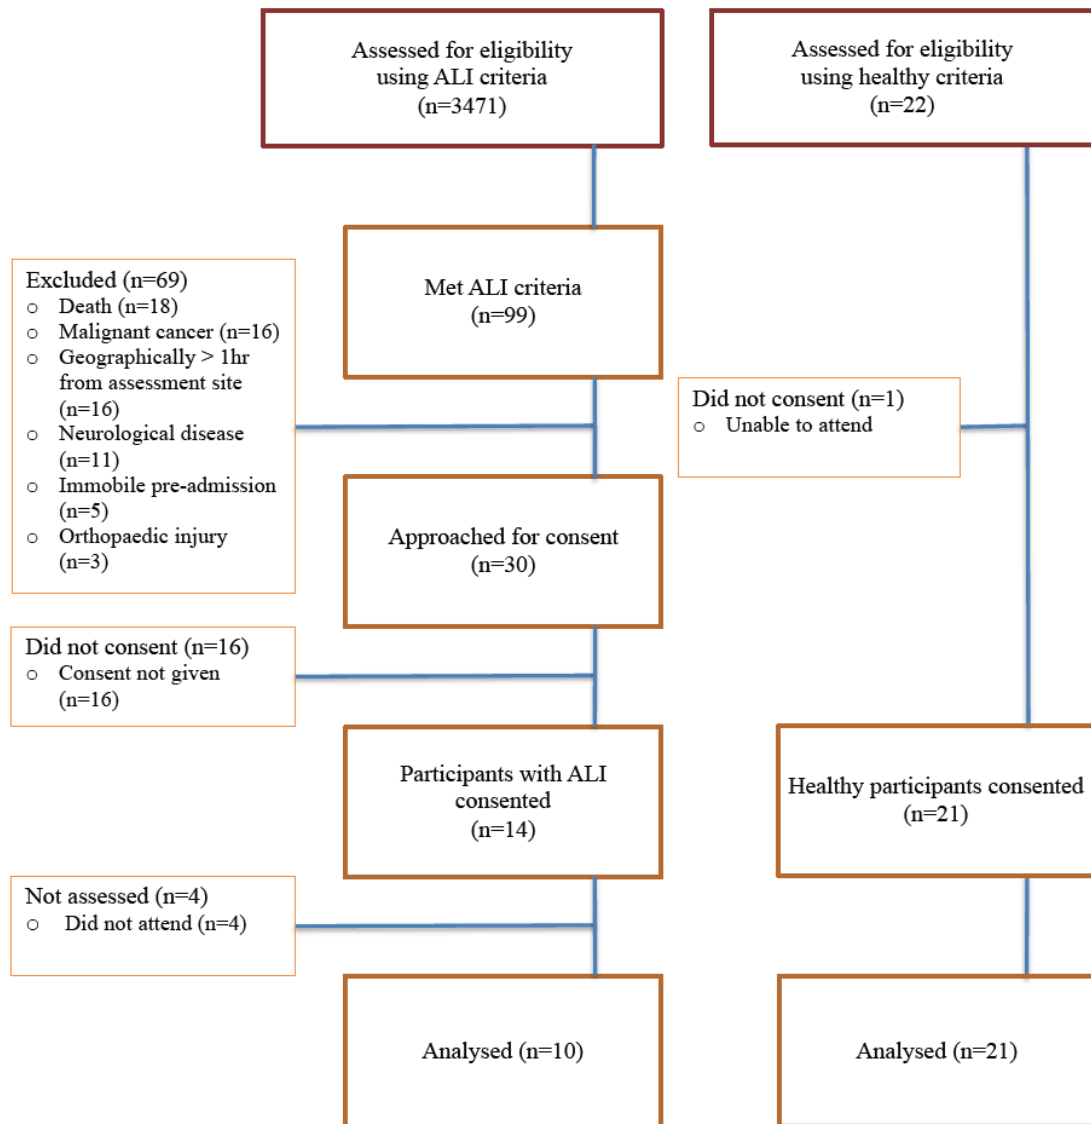 Assessed for eligibility
using ALI criteria
(n=3471)
Assessed for eligibility
using healthy criteria
(n=22)
Met ALI criteria
(n=99)
Excluded (n=69)
o Death (n=18)
o Malignant cancer (n=16)
o Geographically > 1hr
from assessment site
(n=16)
o Neurological disease
(n=11)
o Immobile pre-admission
(n=5)
o Orthopaedic injury
(n=3)
Did not consent (n=1)
o Unable to attend
Approached for consent
(n=30)
Did not consent (n=16)
o Consent not given
(n=16)
Participants with ALI
consented
(n=14)
Healthy participants consented
(n=21)
Not assessed (n=4)
o Did not attend (n=4)
Analysed (n=10)
Analysed (n=21)